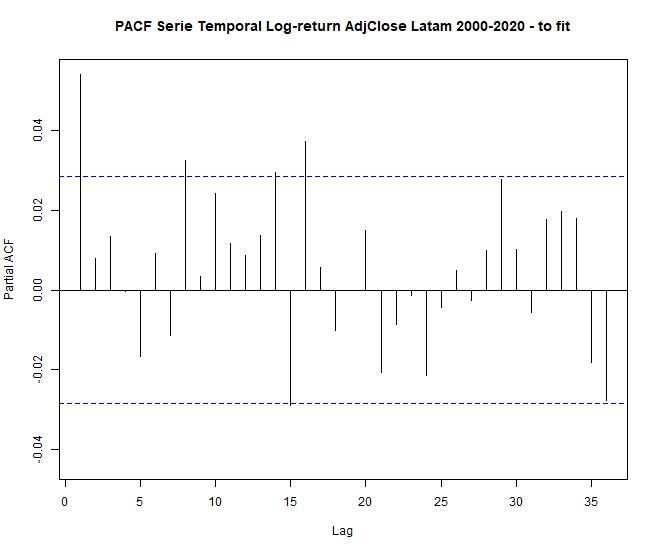 PACF Serie Temporal Log-return AdjClose Latam 2000-2020 - to fit
Partial ACF
0.04
0.02
0.00
-0.02
-0.04
0 5 10 15 20 25 30 35
Lag